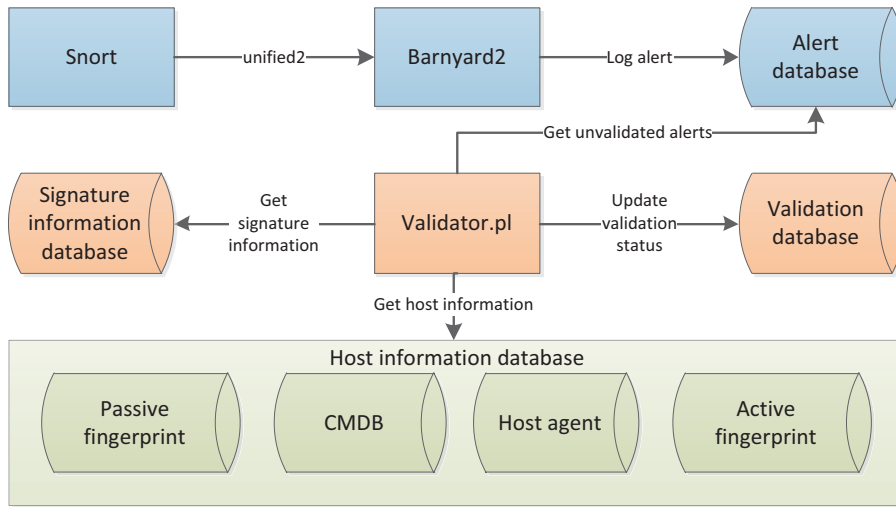 Snort
unified2
Barnyard2
Log alert
Alert
database
Get unvalidated alerts
Signature
information
database
Get
signature
information
Validator.pl
Update
validation
status
Validation
database
Get host information
Host information database
Passive
fingerprint
CMDB
Host agent
Active
fingerprint